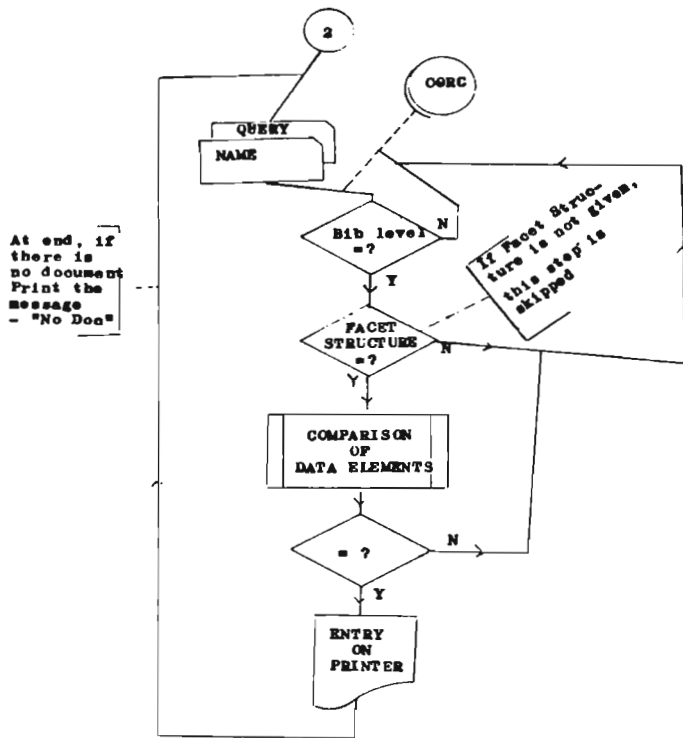 2
OORC
QUERY
NAME
Bib level
=?
N
Y
If Facet Struc-
ture is not given,
this step is
skipped
At end, if
there is
no document
Print the
message
- "No Doc"
FACET
STRUCTURE
=?
N
Y
COMPARISON
OF
DATA ELEMENTS
= ?
N
Y
ENTRY
ON
PRINTER